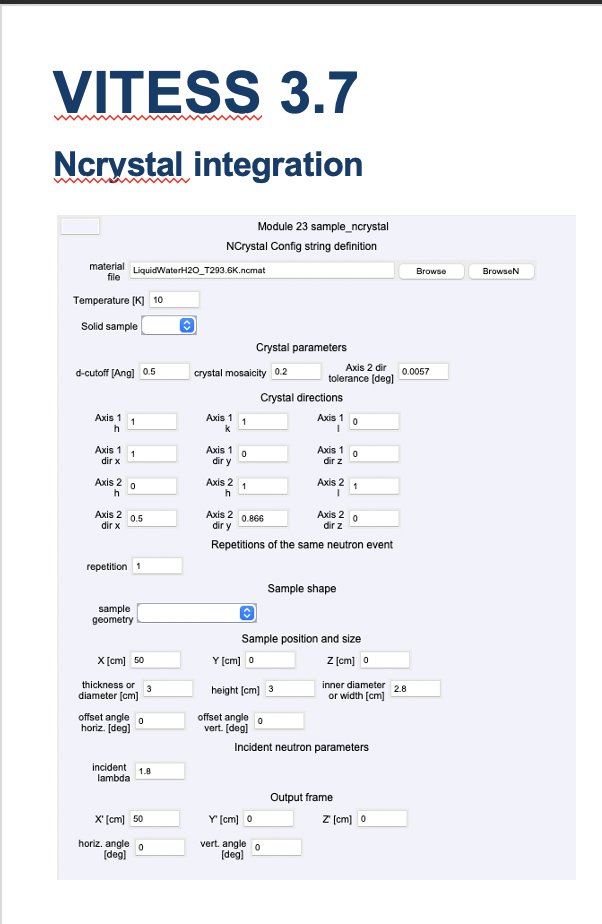 VITESS 3.7
Ncrystal integration
Module 23 sample_ncrystal
NCrystal Config string definition
material file LiquidWaterH2O_T293.6K.ncmat Browse BrowseN
Temperature [K] 10
Solid sample
Crystal parameters
d-cutoff [Ang] 0.5 crystal mosaicity 0.2 Axis 2 dir tolerance [deg] 0.0057
Crystal directions
Axis 1 h 1 Axis 1 k 1 Axis 1 l 0
Axis 1 dir x 1 Axis 1 dir y 0 Axis 1 dir z 0
Axis 2 h 0 Axis 2 h 1 Axis 2 l 1
Axis 2 dir x 0.5 Axis 2 dir y 0.866 Axis 2 dir z 0
Repetitions of the same neutron event
repetition 1
Sample shape
sample geometry
Sample position and size
X [cm] 50 Y [cm] 0 Z [cm] 0
thickness or diameter [cm] 3 height [cm] 3 inner diameter or width [cm] 2.8
offset angle horiz. [deg] 0 offset angle vert. [deg] 0
Incident neutron parameters
incident lambda 1.8
Output frame
X' [cm] 50 Y' [cm] 0 Z' [cm] 0
horiz. angle [deg] 0 vert. angle [deg] 0